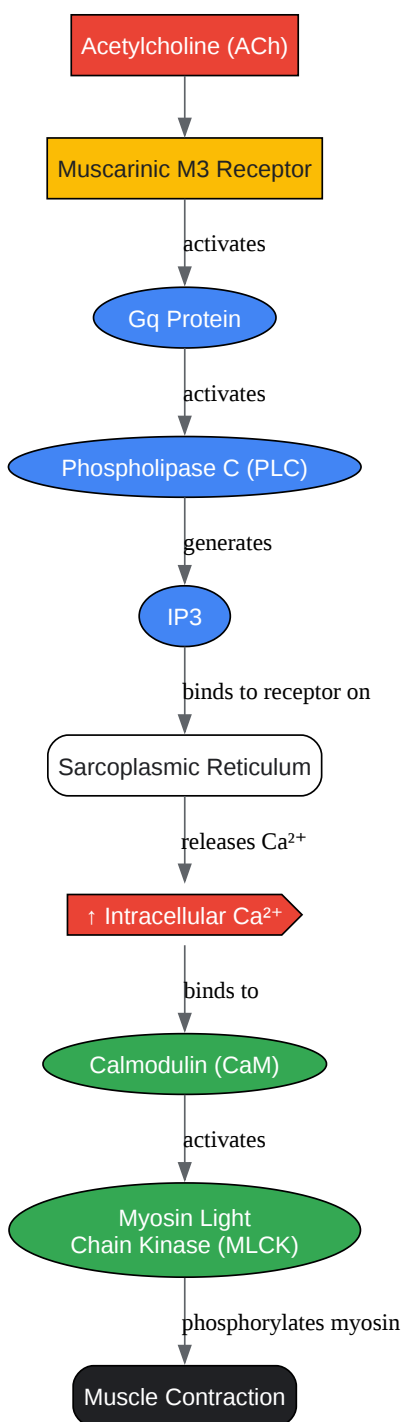 Acetylcholine (ACh)
Muscarinic M3 Receptor
activates
Gq Protein
activates
Phospholipase C (PLC)
generates
IP3
binds to receptor on
Sarcoplasmic Reticulum
releases Ca²⁺
↑ Intracellular Ca²⁺
binds to
Calmodulin (CaM)
activates
Myosin Light
Chain Kinase (MLCK)
phosphorylates myosin
Muscle Contraction